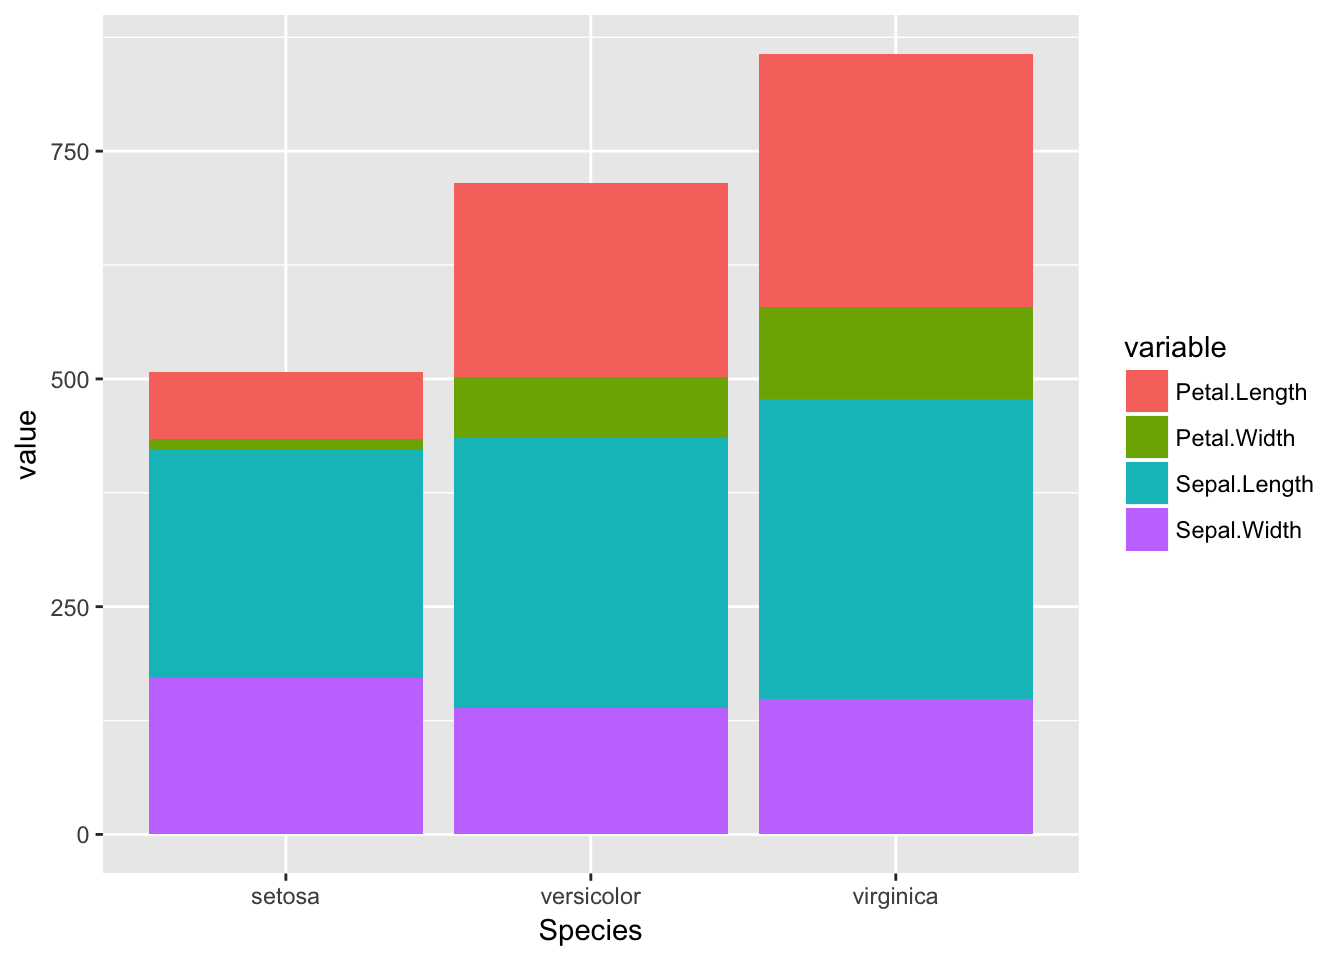 value
750
500
250
0
setosa
versicolor
virginica
Species
variable
Petal.Length
Petal.Width
Sepal.Length
Sepal.Width